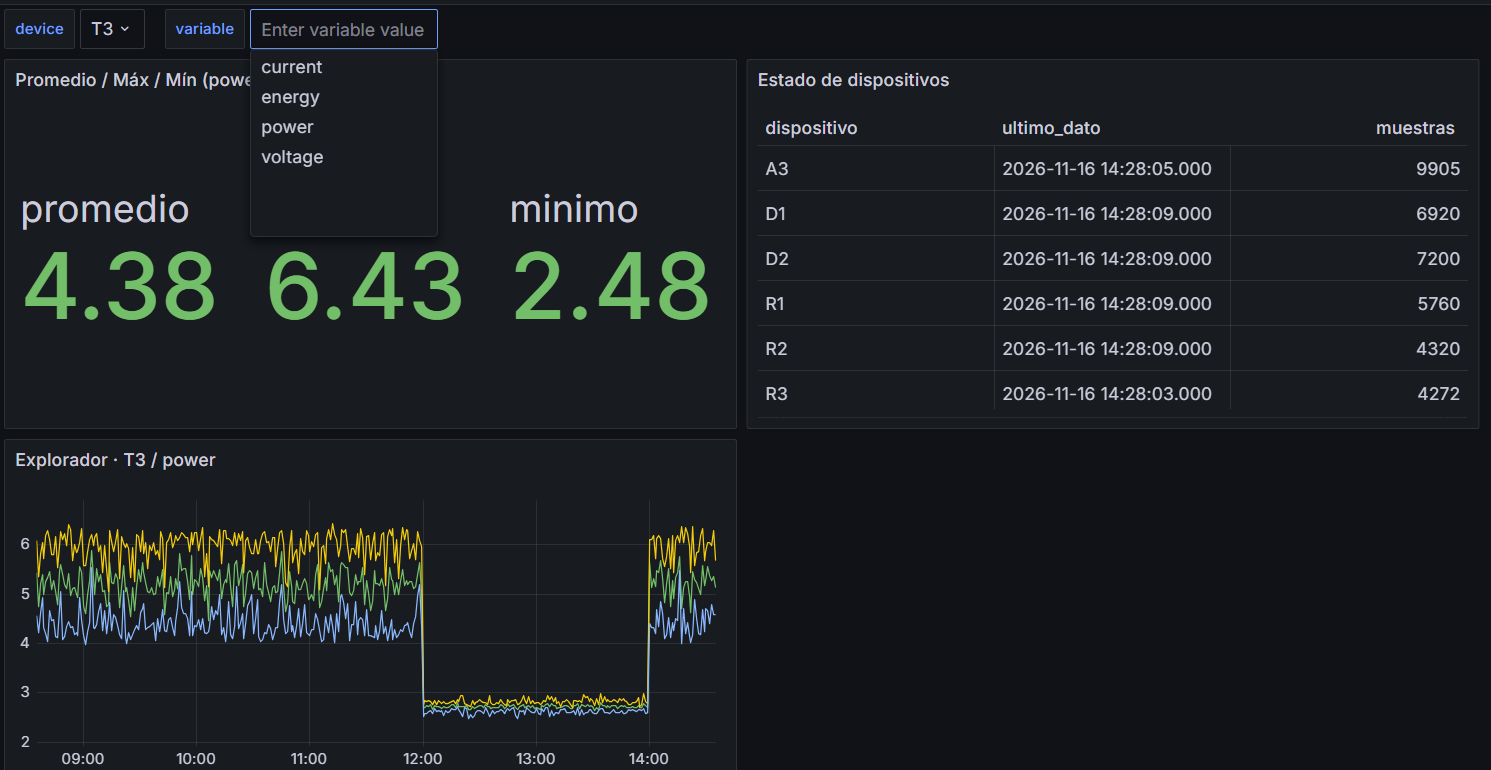 device T3 variable Enter variable value
current
energy
power
voltage
Promedio / Máx / Mín (powe
promedio minimo
4.38 6.43 2.48
Estado de dispositivos
dispositivo ultimo_dato muestras
A3 2026-11-16 14:28:05.000 9905
D1 2026-11-16 14:28:09.000 6920
D2 2026-11-16 14:28:09.000 7200
R1 2026-11-16 14:28:09.000 5760
R2 2026-11-16 14:28:09.000 4320
R3 2026-11-16 14:28:03.000 4272
Explorador · T3 / power
6
5
4
3
2
09:00 10:00 11:00 12:00 13:00 14:00